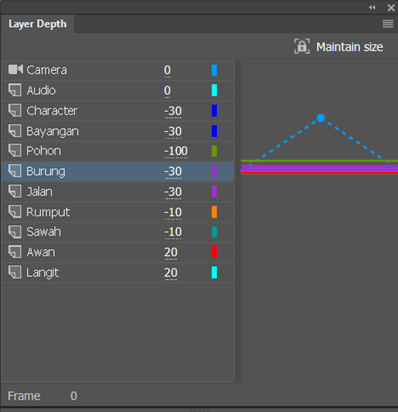 Layer Depth
Maintain size
Camera 0
Audio 0
Character -30
Bayangan -30
Pohon -100
Burung -30
Jalan -30
Rumput -10
Sawah -10
Awan 20
Langit 20
Frame 0